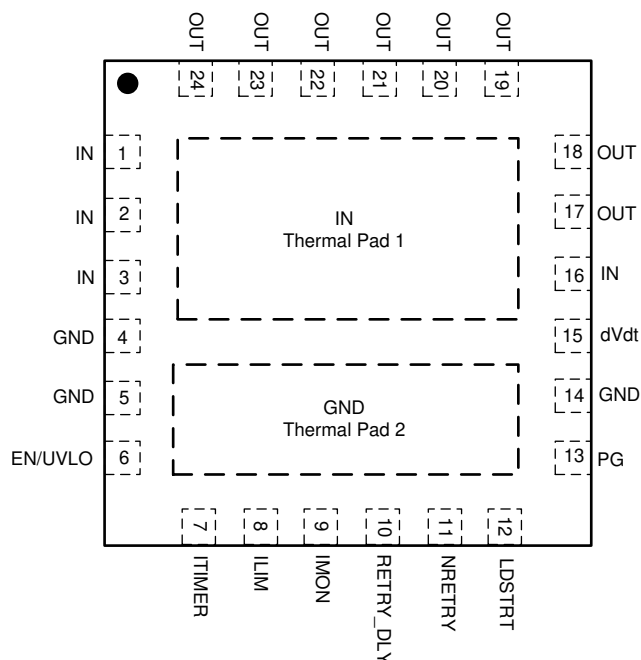 OUT
OUT
OUT
OUT
OUT
OUT
24
23
22
21
20
19
IN
1
IN
2
IN
3
GND
4
GND
5
EN/UVLO
6
IN
Thermal Pad 1
GND
Thermal Pad 2
18
OUT
17
OUT
16
IN
15
dVdt
14
GND
13
PG
7
8
9
10
11
12
ITIMER
ILIM
IMON
RETRY_DLY
NRETRY
LDSTRT